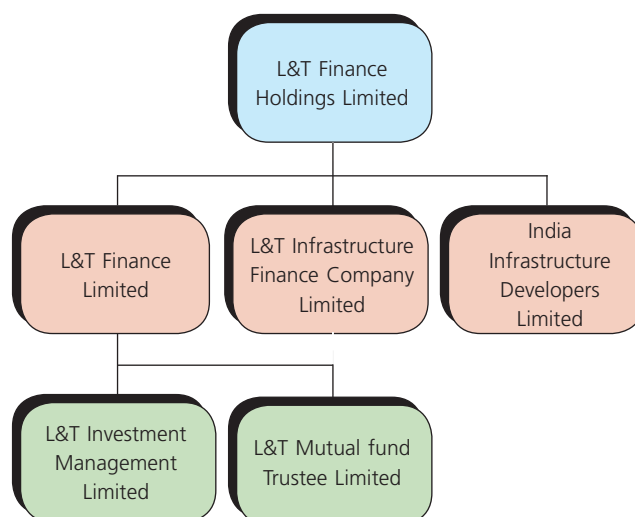 L&T Finance
Holdings Limited
L&T Finance
Limited
L&T Infrastructure
Finance Company
Limited
India
Infrastructure
Developers
Limited
L&T Investment
Management
Limited
L&T Mutual fund
Trustee Limited